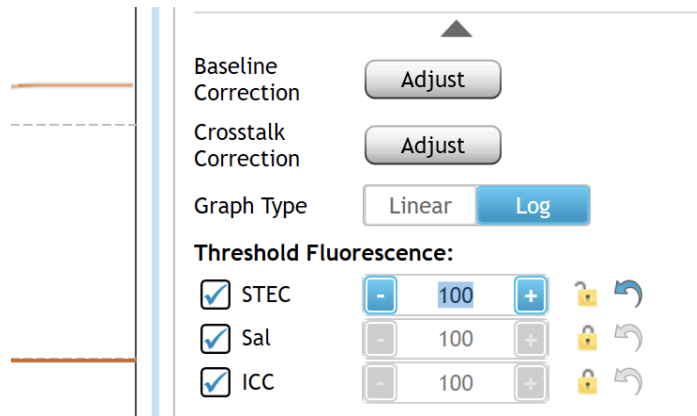 Baseline
Correction
Adjust
Crosstalk
Correction
Adjust
Graph Type
Linear
Log
Threshold Fluorescence:
STEC - 100 +
Sal - 100 +
ICC - 100 +